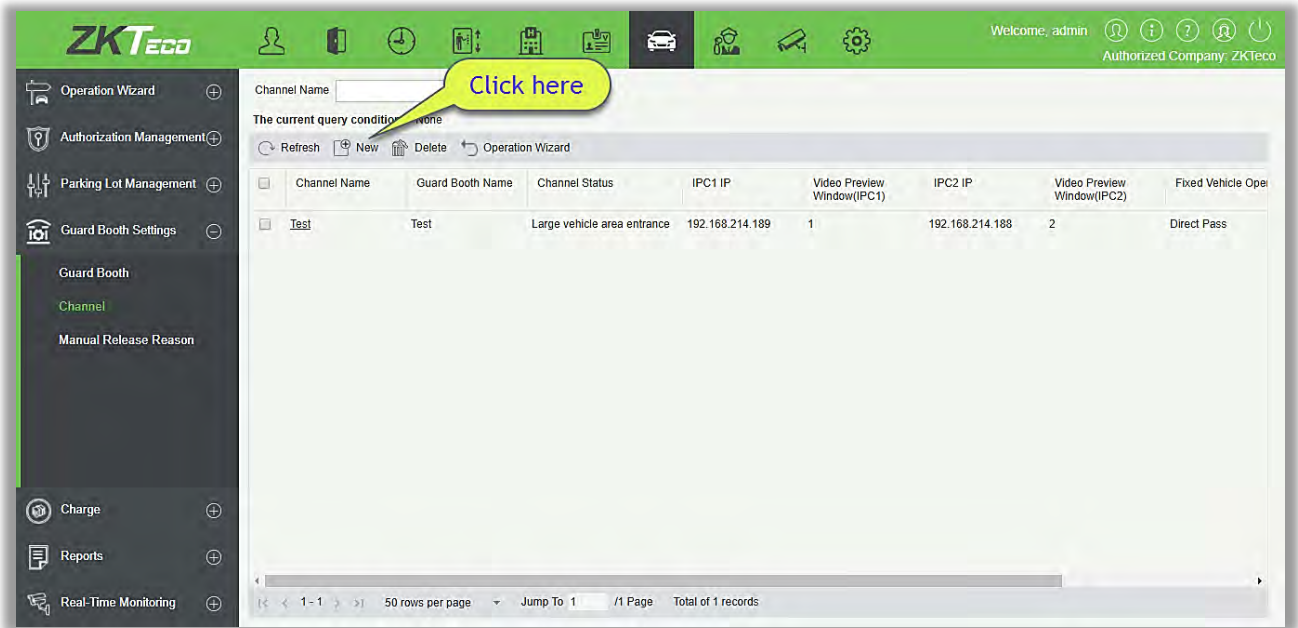 ZKTeco
Welcome, admin
Authorized Company: ZKTeco
Operation Wizard
Authorization Management
Parking Lot Management
Guard Booth Settings
Guard Booth
Channel
Manual Release Reason
Charge
Reports
Real-Time Monitoring
Channel Name
Click here
The current query condition None
Refresh New Delete Operation Wizard
Channel Name Guard Booth Name Channel Status IPC1 IP Video Preview Window(IPC1) IPC2 IP Video Preview Window(IPC2) Fixed Vehicle Oper
Test Test Large vehicle area entrance 192.168.214.189 1 192.168.214.188 2 Direct Pass
|< < 1-1 > >| 50 rows per page Jump To 1 /1 Page Total of 1 records